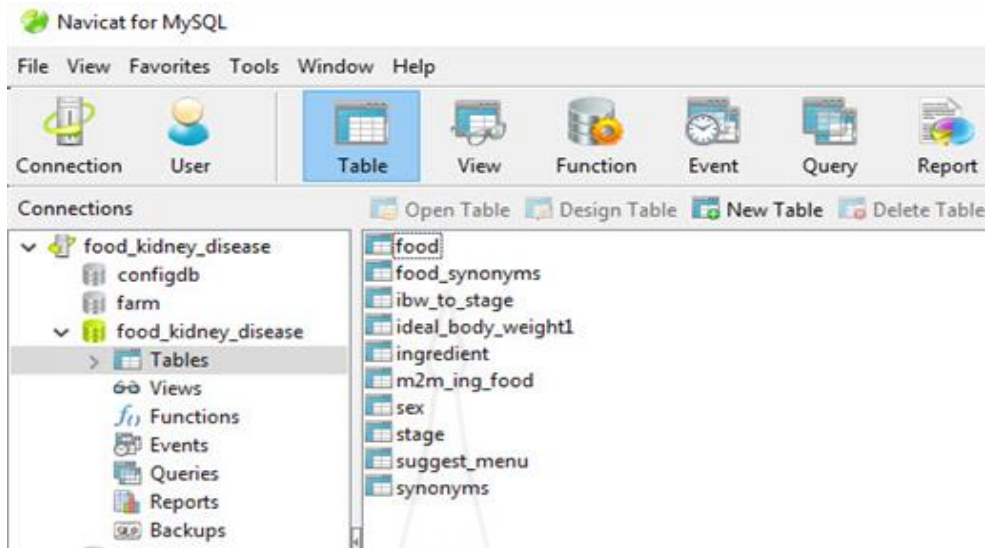 Navicat for MySQL
File View Favorites Tools Window Help
Connection User Table View Function Event Query Report
Connections
Open Table Design Table New Table Delete Table
food_kidney_disease
configdb
farm
food_kidney_disease
Tables
Views
Functions
Events
Queries
Reports
Backups
food
food_synonyms
ibw_to_stage
ideal_body_weight1
ingredient
m2m_ing_food
sex
stage
suggest_menu
synonyms